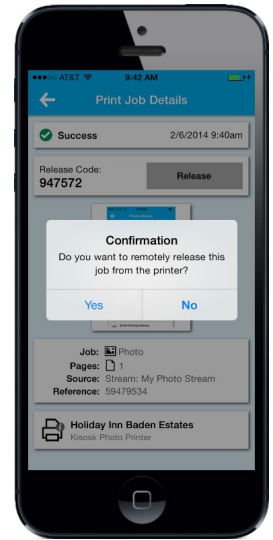 AT&T 9:42 AM
Print Job Details
Success 2/6/2014 9:40am
Release Code:
947572
Release
Confirmation
Do you want to remotely release this
job from the printer?
Yes No
Job: Photo
Pages: 1
Source: Stream: My Photo Stream
Reference: 59479534
Holiday Inn Baden Estates
Kisosk Photo Printer